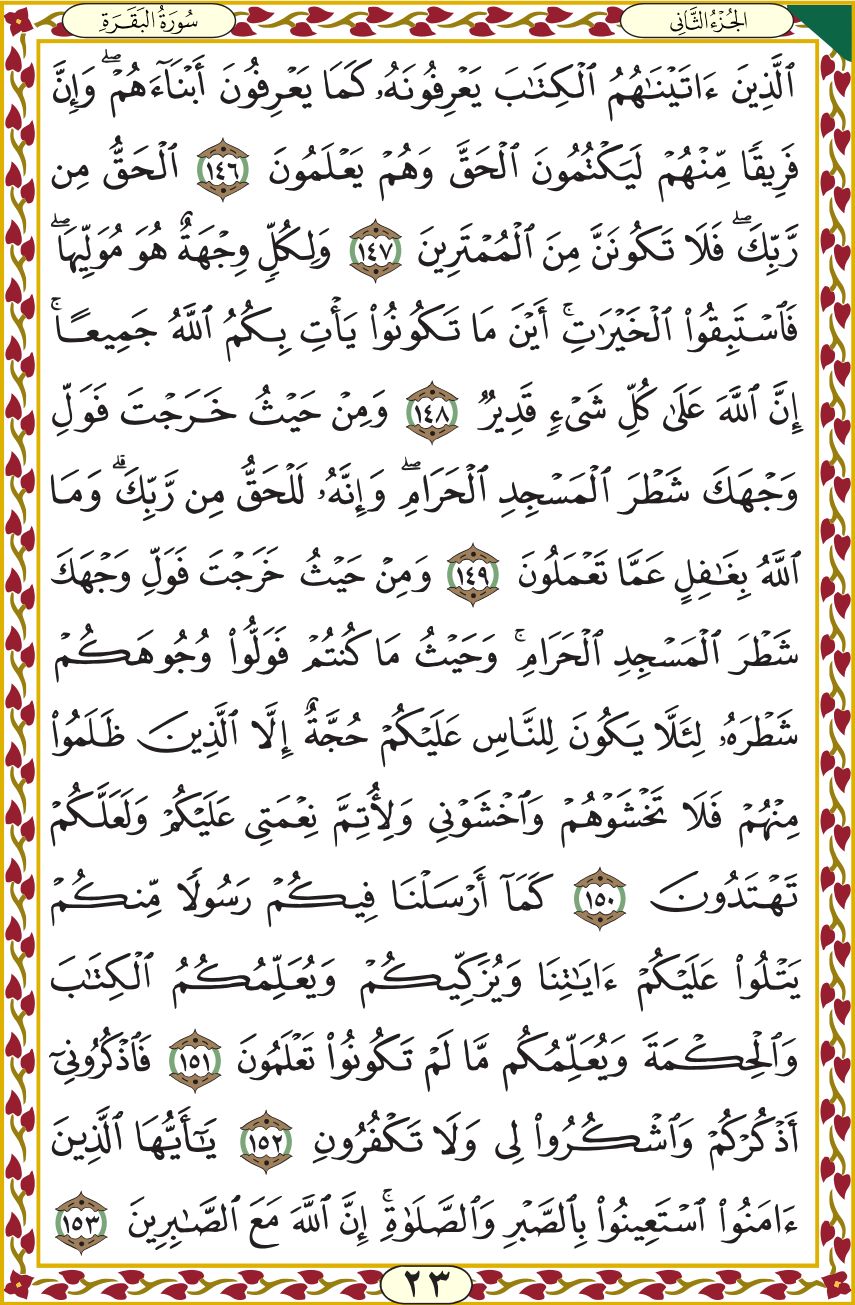 الجُزْءُ الثَّانِي
سُورَةُ البَقَرَةِ
ٱلَّذِينَ ءَاتَيْنَٰهُمُ ٱلْكِتَٰبَ يَعْرِفُونَهُۥ كَمَا يَعْرِفُونَ أَبْنَآءَهُمْۖ وَإِنَّ
فَرِيقًا مِّنْهُمْ لَيَكْتُمُونَ ٱلْحَقَّ وَهُمْ يَعْلَمُونَ ١٤٦ ٱلْحَقُّ مِن
رَّبِّكَۖ فَلَا تَكُونَنَّ مِنَ ٱلْمُمْتَرِينَ ١٤٧ وَلِكُلٍّ وِجْهَةٌ هُوَ مُوَلِّيهَاۖ
فَٱسْتَبِقُوا۟ ٱلْخَيْرَٰتِۚ أَيْنَ مَا تَكُونُوا۟ يَأْتِ بِكُمُ ٱللَّهُ جَمِيعًاۚ
إِنَّ ٱللَّهَ عَلَىٰ كُلِّ شَىْءٍ قَدِيرٌ ١٤٨ وَمِنْ حَيْثُ خَرَجْتَ فَوَلِّ
وَجْهَكَ شَطْرَ ٱلْمَسْجِدِ ٱلْحَرَامِۖ وَإِنَّهُۥ لَلْحَقُّ مِن رَّبِّكَۗ وَمَا
ٱللَّهُ بِغَٰفِلٍ عَمَّا تَعْمَلُونَ ١٤٩ وَمِنْ حَيْثُ خَرَجْتَ فَوَلِّ وَجْهَكَ
شَطْرَ ٱلْمَسْجِدِ ٱلْحَرَامِۚ وَحَيْثُ مَا كُنتُمْ فَوَلُّوا۟ وُجُوهَكُمْ
شَطْرَهُۥ لِئَلَّا يَكُونَ لِلنَّاسِ عَلَيْكُمْ حُجَّةٌ إِلَّا ٱلَّذِينَ ظَلَمُوا۟
مِنْهُمْ فَلَا تَخْشَوْهُمْ وَٱخْشَوْنِى وَلِأُتِمَّ نِعْمَتِى عَلَيْكُمْ وَلَعَلَّكُمْ
تَهْتَدُونَ ١٥٠ كَمَآ أَرْسَلْنَا فِيكُمْ رَسُولًا مِّنكُمْ
يَتْلُوا۟ عَلَيْكُمْ ءَايَٰتِنَا وَيُزَكِّيكُمْ وَيُعَلِّمُكُمُ ٱلْكِتَٰبَ
وَٱلْحِكْمَةَ وَيُعَلِّمُكُم مَّا لَمْ تَكُونُوا۟ تَعْلَمُونَ ١٥١ فَٱذْكُرُونِىٓ
أَذْكُرْكُمْ وَٱشْكُرُوا۟ لِى وَلَا تَكْفُرُونِ ١٥٢ يَٰٓأَيُّهَا ٱلَّذِينَ
ءَامَنُوا۟ ٱسْتَعِينُوا۟ بِٱلصَّبْرِ وَٱلصَّلَوٰةِۚ إِنَّ ٱللَّهَ مَعَ ٱلصَّٰبِرِينَ ١٥٣
٢٣